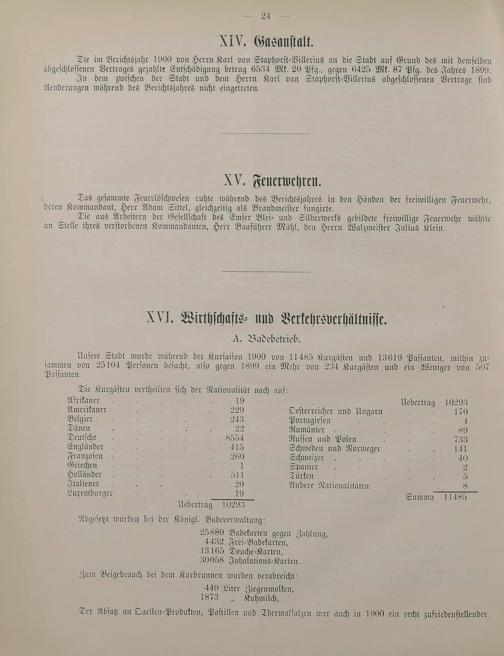 — 24 —
XIV. Gasanstalt.
Die im Berichtsjahr 1900 von Herrn Karl van Staphorst-Villerius an die Stadt auf Grund des mit demselben
abgeschlossenen Vertrages gezahlte Entschädigung betrug 6534 Mk. 20 Pfg., gegen 6425 Mk. 87 Pfg. des Jahres 1899.
In dem zwischen der Stadt und dem Herrn Karl van Staphorst-Villerius abgeschlossenen Vertrage sind
Aenderungen während des Berichtsjahres nicht eingetreten.
XV. Feuerwehren.
Das gesammte Feuerlöschwesen ruhte während des Berichtsjahres in den Händen der freiwilligen Feuerwehr,
deren Kommandant, Herr Adam Sittel, gleichzeitig als Brandmeister fungirte.
Die aus Arbeitern der Gesellschaft des Emser Blei- und Silberwerks gebildete freiwillige Feuerwehr wählte
an Stelle ihres verstorbenen Kommandanten, Herr Bauführer Mühl, den Herrn Walzmeister Julius Klein.
XVI. Wirthschafts- und Verkehrsverhältnisse.
A. Badebetrieb.
Unsere Stadt wurde während der Kursaison 1900 von 11485 Kurgästen und 13619 Passanten, mithin zu-
sammen von 25104 Personen besucht, also gegen 1899 ein Mehr von 234 Kurgästen und ein Weniger von 507
Passanten.
Die Kurgästen vertheilten sich der Nationalität nach auf:
Afrikaner . . . . . 19
Amerikaner . . . . . 229
Belgier . . . . . 243
Dänen . . . . . 22
Deutsche . . . . . 8554
Engländer . . . . . 415
Franzosen . . . . . 260
Griechen . . . . . 1
Holländer . . . . . 511
Italiener . . . . . 20
Luxemburger . . . . . 19
Uebertrag 10293
Uebertrag 10293
Oesterreicher und Ungarn . 170
Portugiesen . . . . 4
Rumänier . . . . 89
Russen und Polen . . . 733
Schweden und Norweger . 141
Schweizer . . . . 40
Spanier . . . . 2
Türken . . . . 5
Andere Nationalitäten . . 8
Summa 11485
Abgesetzt wurden bei der Königl. Badeverwaltung:
25880 Badekarten gegen Zahlung,
4432 Frei-Badekarten,
13165 Douche-Karten,
30058 Inhalations-Karten.
Zum Beigebrauch bei dem Kurbrunnen wurden verabreicht:
449 Liter Ziegenmolken,
1873 „ Kuhmilch,
Der Absatz an Quellen-Produkten, Pastillen und Thermalsalzen war auch in 1900 ein recht zufriedenstellender.